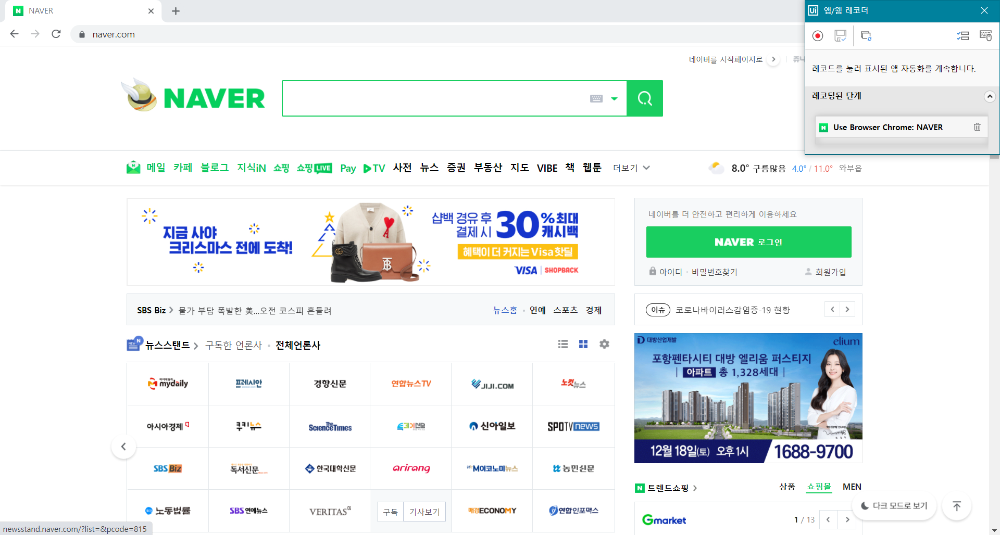 NAVER
naver.com
Ui 앱/웹 레코더
레코드를 눌러 표시된 앱 자동화를 계속합니다.
레코딩된 단계
Use Browser Chrome: NAVER
네이버를 시작페이지로
쥬니
NAVER
메일 카페 블로그 지식iN 쇼핑 쇼핑LIVE Pay TV 사전 뉴스 증권 부동산 지도 VIBE 책 웹툰 더보기
8.0° 구름많음 4.0° / 11.0° 와부읍
지금 사야
크리스마스 전에 도착!
샵백 경유 후
결제 시 30% 최대
캐시백
혜택이 더 커지는 Visa 핫딜
VISA | SHOPBACK
네이버를 더 안전하고 편리하게 이용하세요
NAVER 로그인
아이디 · 비밀번호찾기 회원가입
SBS Biz 물가 부담 폭발한 美...오전 코스피 흔들려
뉴스홈 · 연예 스포츠 경제
이슈 코로나바이러스감염증-19 현황
뉴스스탠드 구독한 언론사 · 전체언론사
마이데일리 mydaily 프레시안 경향신문 연합뉴스TV JIJI.COM 노컷뉴스
아시아경제 쿠키뉴스 The SCIENCETIMES 신아일보 SPOTV news
SBS Biz 독서신문 한국대학신문 arirang M이코노미뉴스 농민신문
노동법률 SBS 연예뉴스 VERITASα 구독 기사보기 매경ECONOMY 연합인포맥스
대방산업개발 elium
포항펜타시티 대방 엘리움 퍼스티지
| 아파트 총 1,328세대 |
12월 18일(토) 오후 1시 1688-9700
트렌드쇼핑 상품 쇼핑몰 MEN
Gmarket 1 / 13
다크 모드로 보기
newsstand.naver.com/?list=&pcode=815